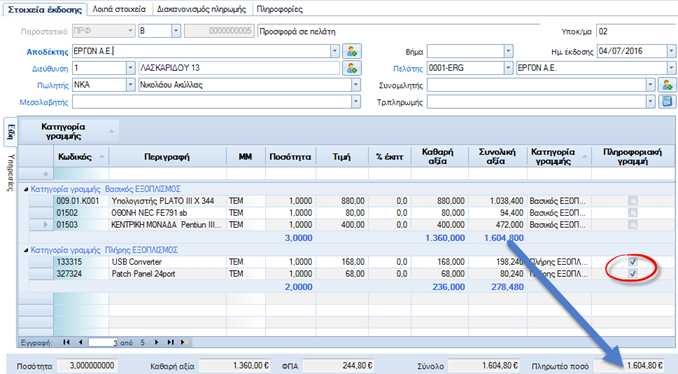 Στοιχεία έκδοσης Λοιπά στοιχεία Διακανονισμός πληρωμής Πληροφορίες
Παραστατικό ΠΡΦ Β 0000000005 Προσφορά σε πελάτη Υποκ/μα 02
Αποδέκτης ΕΡΓΟΝ Α.Ε. Βήμα Ημ. έκδοσης 04/07/2016
Διεύθυνση 1 ΛΑΣΚΑΡΙΔΟΥ 13 Πελάτης 0001-ERG ΕΡΓΟΝ Α.Ε.
Πωλητής ΝΚΑ Νικολάου Ακύλλιας Συνομιλητής
Μεσολαβητής Τρ.πληρωμής
Είδη
Υπηρεσίες
Κατηγορία γραμμής
Κωδικός Περιγραφή ΜΜ Ποσότητα Τιμή % έκπτ Καθαρή αξία Συνολική αξία Κατηγορία γραμμής Πληροφοριακή γραμμή
Κατηγορία γραμμής Βασικός ΕΞΟΠΛΙΣΜΟΣ
009.01.K001 Υπολογιστής PLATO III X 344 ΤΕΜ 1,0000 880,00 0,0 880,000 1.038,400 Βασικός ΕΞΟΠ...
01502 ΟΘΟΝΗ NEC FE791 sb ΤΕΜ 1,0000 80,00 0,0 80,000 94,400 Βασικός ΕΞΟΠ...
01503 ΚΕΝΤΡΙΚΗ ΜΟΝΑΔΑ Pentiun III... ΤΕΜ 1,0000 400,00 0,0 400,000 472,000 Βασικός ΕΞΟΠ...
3,0000 1.360,000 1.604,800
Κατηγορία γραμμής Πλήρης ΕΞΟΠΛΙΣΜΟΣ
133315 USB Converter ΤΕΜ 1,0000 168,00 0,0 168,000 198,240 Πλήρης ΕΞΟΠΛ...
327324 Patch Panel 24port ΤΕΜ 1,0000 68,00 0,0 68,000 80,240 Πλήρης ΕΞΟΠΛ...
2,0000 236,000 278,480
Εγγραφή: 3 από 5
Ποσότητα 3,000000000 Καθαρή αξία 1.360,00 € ΦΠΑ 244,80 € Σύνολο 1.604,80 € Πληρωτέο ποσό 1.604,80 €